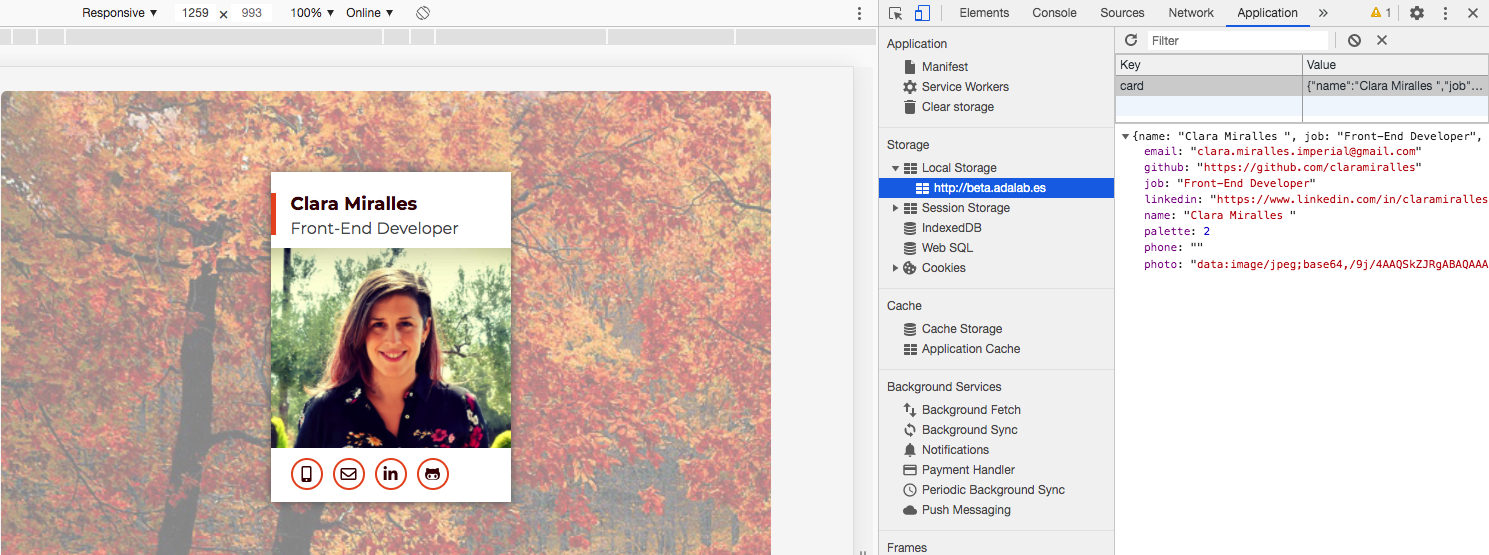 Responsive ▼ 1259 × 993 100% ▼ Online ▼
Elements Console Sources Network Application » 1
Application
Manifest
Service Workers
Clear storage
Storage
Local Storage
http://beta.adalab.es
Session Storage
IndexedDB
Web SQL
Cookies
Cache
Cache Storage
Application Cache
Background Services
Background Fetch
Background Sync
Notifications
Payment Handler
Periodic Background Sync
Push Messaging
Frames
Filter
Key Value
card {"name":"Clara Miralles ","job"…
{name: "Clara Miralles ", job: "Front-End Developer",
email: "clara.miralles.imperial@gmail.com"
github: "https://github.com/claramiralles"
job: "Front-End Developer"
linkedin: "https://www.linkedin.com/in/claramiralles
name: "Clara Miralles "
palette: 2
phone: ""
photo: "data:image/jpeg;base64,/9j/4AAQSkZJRgABAQAAA
Clara Miralles
Front-End Developer
in